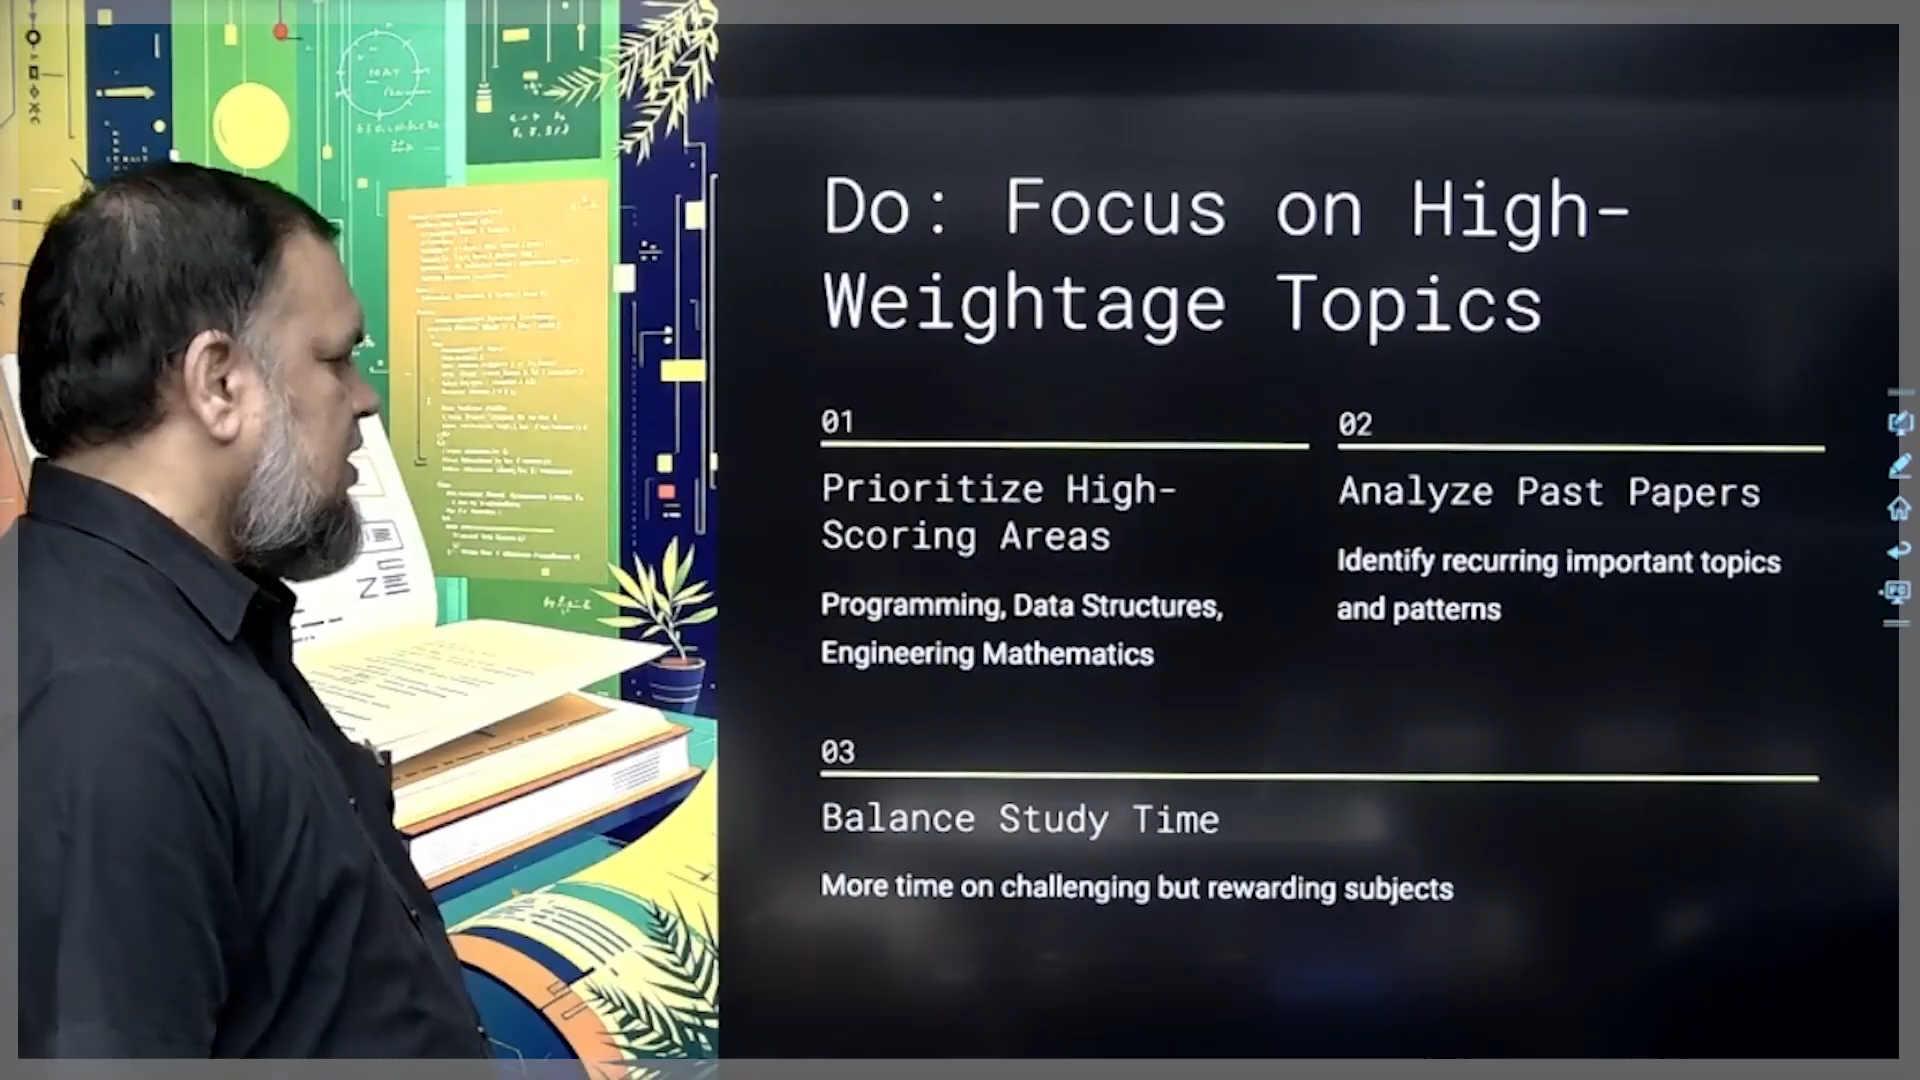 Do: Focus on High-
Weightage Topics
01
Prioritize High-
Scoring Areas
Programming, Data Structures,
Engineering Mathematics
02
Analyze Past Papers
Identify recurring important topics
and patterns
03
Balance Study Time
More time on challenging but rewarding subjects